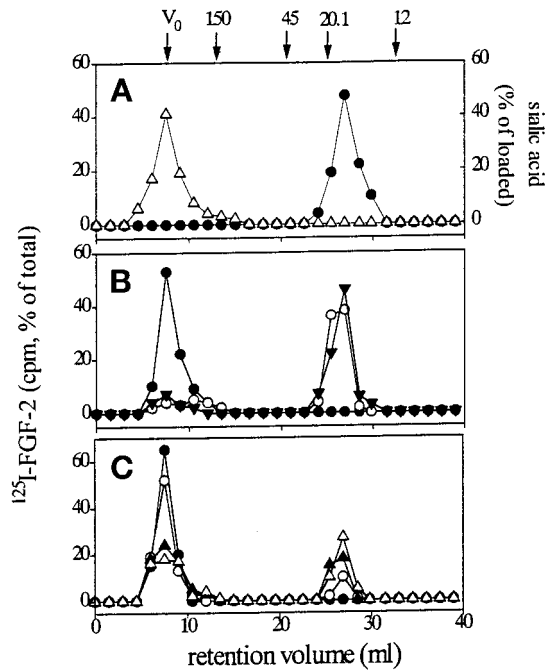 V0 150 45 20.1 12
A
60
40
20
0
60
40
20
0
sialic acid
(% of loaded)
B
40
20
0
C
60
40
20
0
125I-FGF-2 (cpm, % of total)
0 10 20 30 40
retention volume (ml)